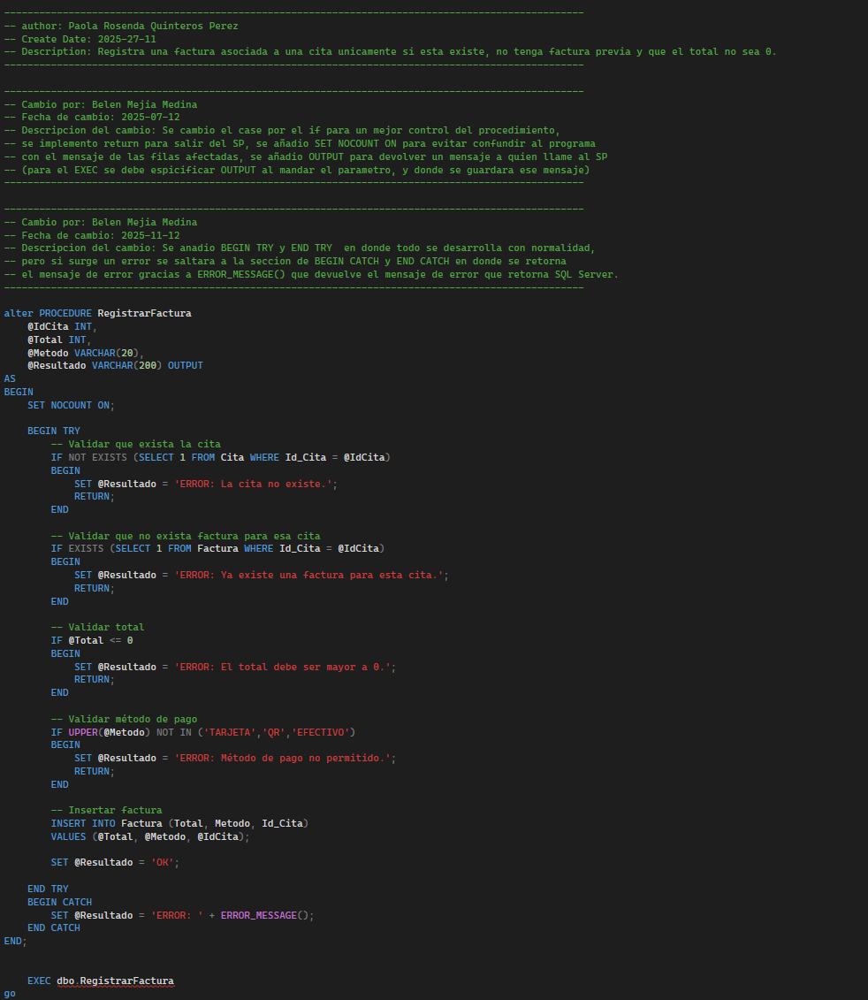 ---------------------------------------------------------------------------------------------------
-- author: Paola Rosenda Quinteros Perez
-- Create Date: 2025-27-11
-- Description: Registra una factura asociada a una cita unicamente si esta existe, no tenga factura previa y que el total no sea 0.
---------------------------------------------------------------------------------------------------

---------------------------------------------------------------------------------------------------
-- Cambio por: Belen Mejia Medina
-- Fecha de cambio: 2025-07-12
-- Descripcion del cambio: Se cambio el case por el if para un mejor control del procedimiento,
-- se implemento return para salir del SP, se añadio SET NOCOUNT ON para evitar confundir al programa
-- con el mensaje de las filas afectadas, se añadio OUTPUT para devolver un mensaje a quien llame al SP
-- (para el EXEC se debe espicificar OUTPUT al mandar el parametro, y donde se guardara ese mensaje)
---------------------------------------------------------------------------------------------------

---------------------------------------------------------------------------------------------------
-- Cambio por: Belen Mejia Medina
-- Fecha de cambio: 2025-11-12
-- Descripcion del cambio: Se anadio BEGIN TRY y END TRY  en donde todo se desarrolla con normalidad,
-- pero si surge un error se saltara a la seccion de BEGIN CATCH y END CATCH en donde se retorna
-- el mensaje de error gracias a ERROR_MESSAGE() que devuelve el mensaje de error que retorna SQL Server.
---------------------------------------------------------------------------------------------------

alter PROCEDURE RegistrarFactura
    @IdCita INT,
    @Total INT,
    @Metodo VARCHAR(20),
    @Resultado VARCHAR(200) OUTPUT
AS
BEGIN
    SET NOCOUNT ON;

    BEGIN TRY
        -- Validar que exista la cita
        IF NOT EXISTS (SELECT 1 FROM Cita WHERE Id_Cita = @IdCita)
        BEGIN
            SET @Resultado = 'ERROR: La cita no existe.';
            RETURN;
        END

        -- Validar que no exista factura para esa cita
        IF EXISTS (SELECT 1 FROM Factura WHERE Id_Cita = @IdCita)
        BEGIN
            SET @Resultado = 'ERROR: Ya existe una factura para esta cita.';
            RETURN;
        END

        -- Validar total
        IF @Total <= 0
        BEGIN
            SET @Resultado = 'ERROR: El total debe ser mayor a 0.';
            RETURN;
        END

        -- Validar método de pago
        IF UPPER(@Metodo) NOT IN ('TARJETA','QR','EFECTIVO')
        BEGIN
            SET @Resultado = 'ERROR: Método de pago no permitido.';
            RETURN;
        END

        -- Insertar factura
        INSERT INTO Factura (Total, Metodo, Id_Cita)
        VALUES (@Total, @Metodo, @IdCita);

        SET @Resultado = 'OK';

    END TRY
    BEGIN CATCH
        SET @Resultado = 'ERROR: ' + ERROR_MESSAGE();
    END CATCH
END;

    EXEC dbo.RegistrarFactura
go